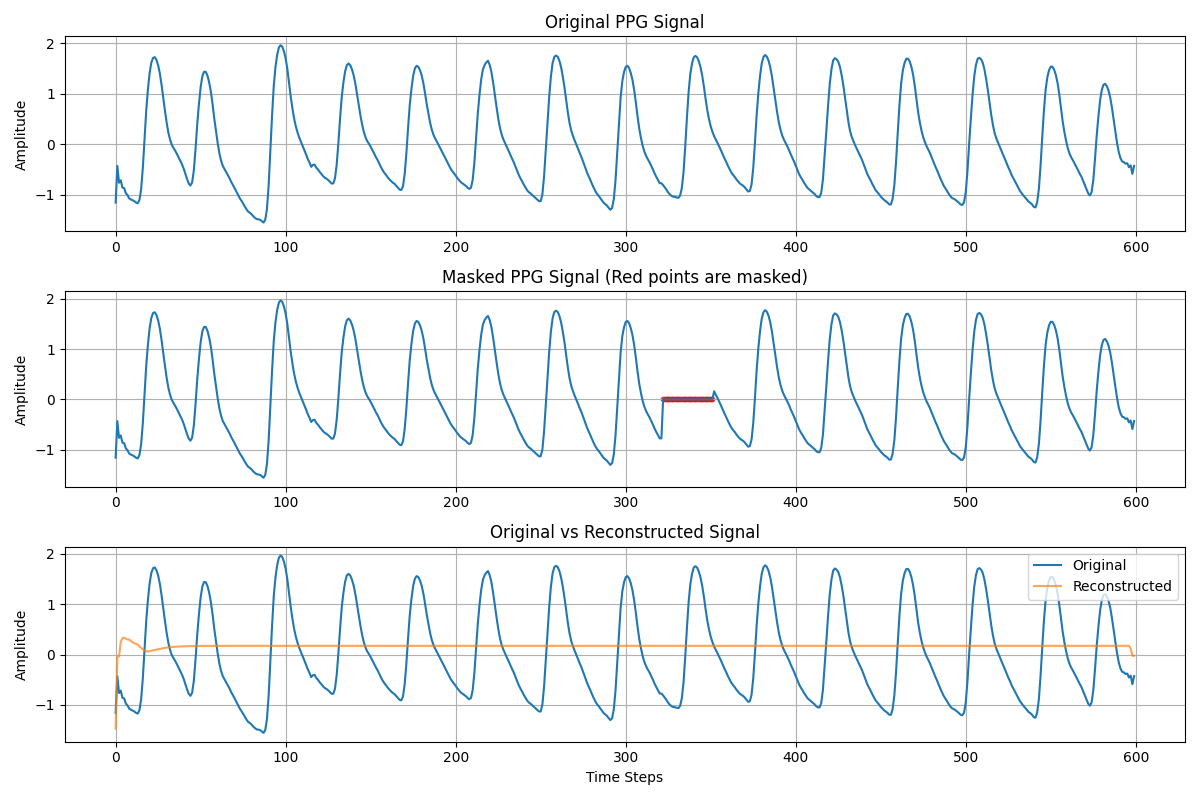 Original PPG Signal
2
1
0
−1
Amplitude
0 100 200 300 400 500 600
Masked PPG Signal (Red points are masked)
2
1
0
−1
Amplitude
0 100 200 300 400 500 600
Original vs Reconstructed Signal
2
1
0
−1
Amplitude
Original
Reconstructed
0 100 200 300 400 500 600
Time Steps